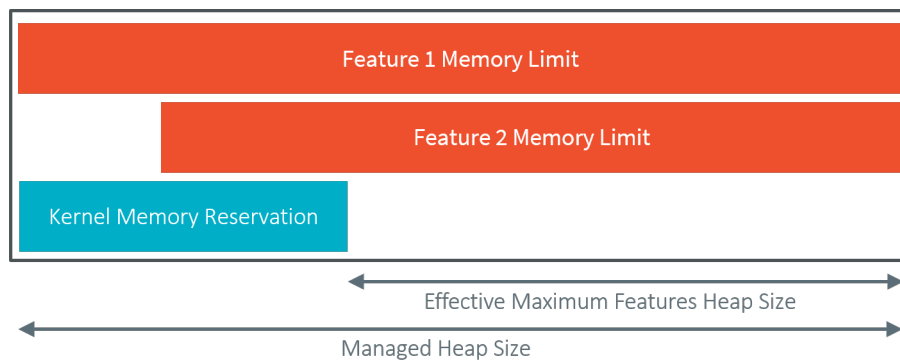 Feature 1 Memory Limit
Feature 2 Memory Limit
Kernel Memory Reservation
Effective Maximum Features Heap Size
Managed Heap Size